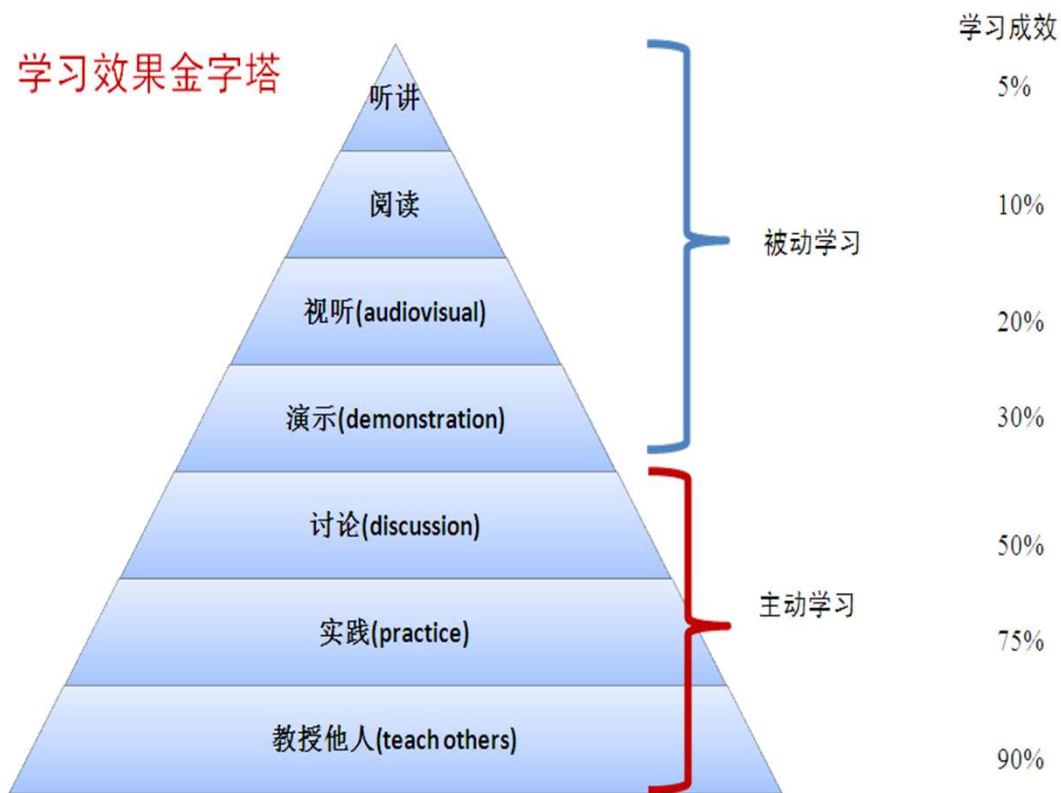 学习成效
学习效果金字塔
听讲
5%
阅读
10%
被动学习
视听(audiovisual)
20%
演示(demonstration)
30%
讨论(discussion)
50%
主动学习
实践(practice)
75%
教授他人(teach others)
90%